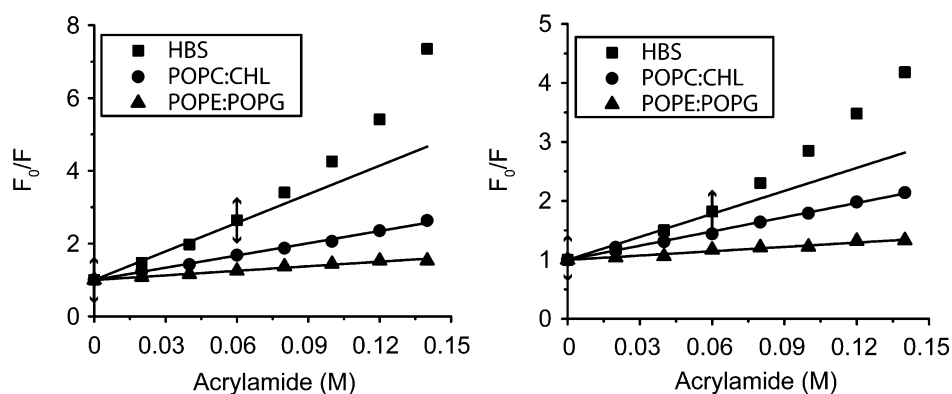 8
6
4
2
0
F₀/F
HBS
POPC:CHL
POPE:POPG
0 0.03 0.06 0.09 0.12 0.15
Acrylamide (M)
5
4
3
2
1
0
F₀/F
HBS
POPC:CHL
POPE:POPG
0 0.03 0.06 0.09 0.12 0.15
Acrylamide (M)